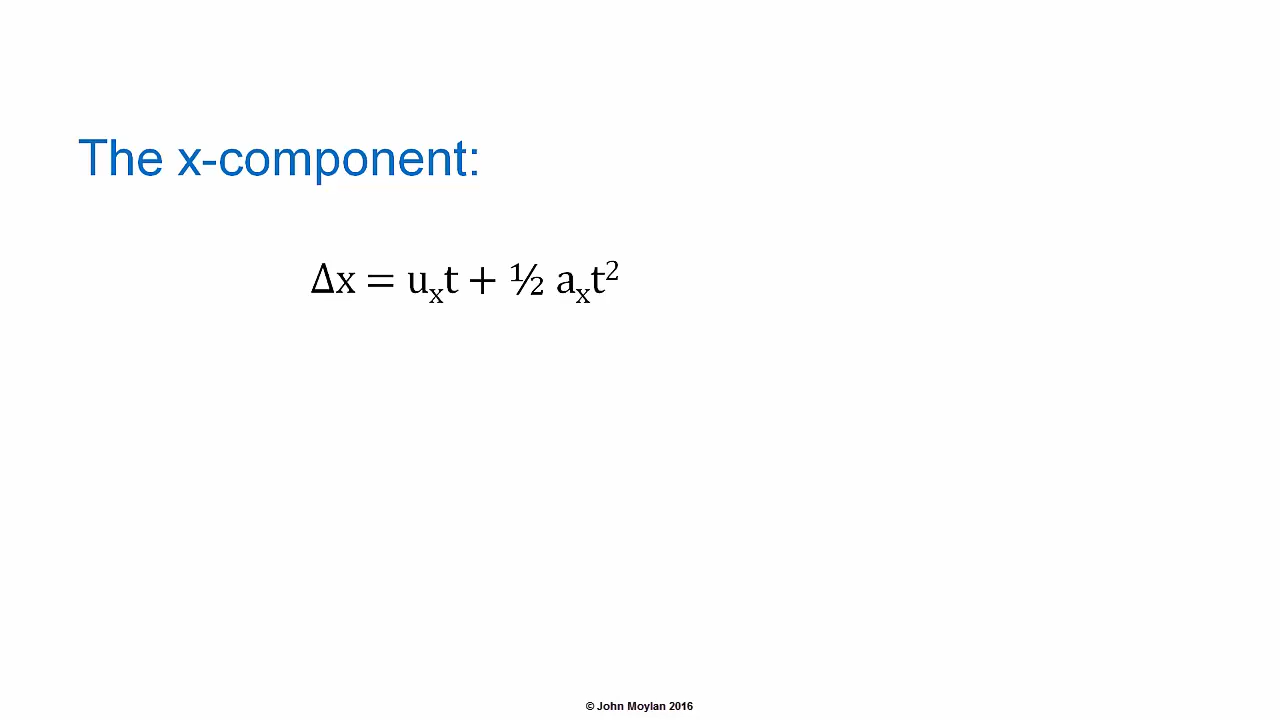 The x-component:
Δx = uₓt + ½ aₓt²
© John Moylan 2016